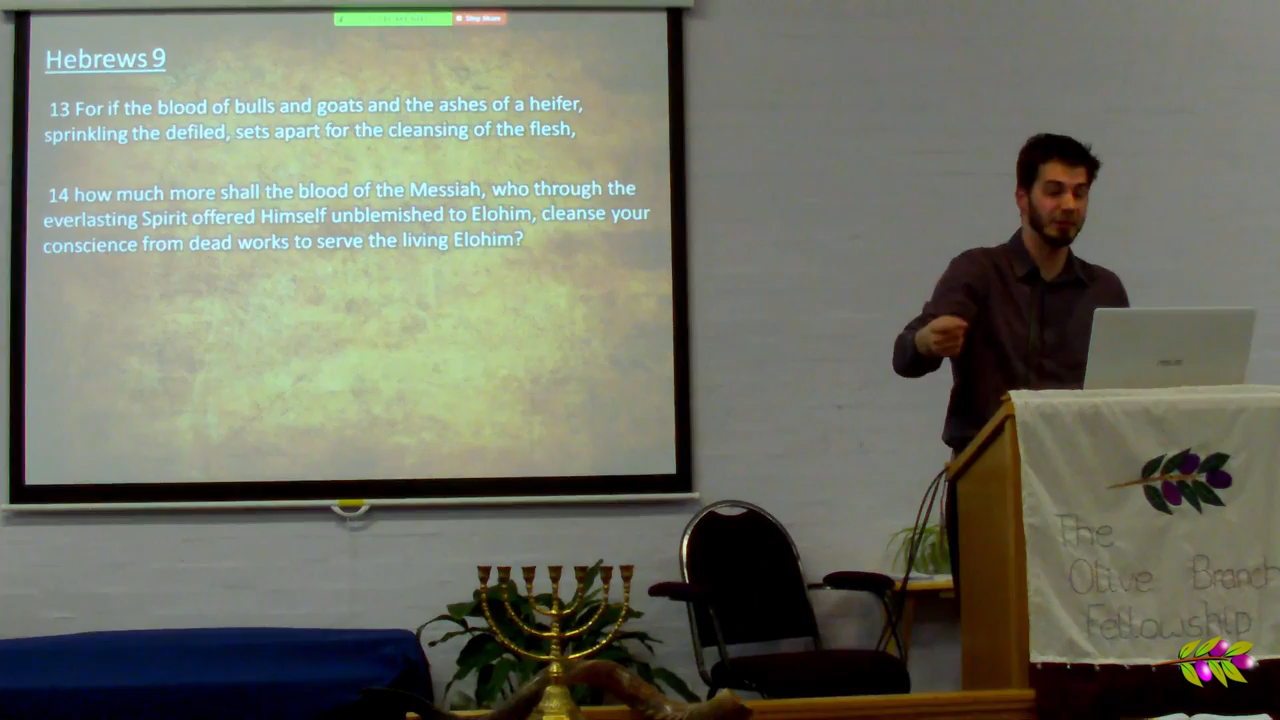 Stop Share
Hebrews 9
13 For if the blood of bulls and goats and the ashes of a heifer,
sprinkling the defiled, sets apart for the cleansing of the flesh,
14 how much more shall the blood of the Messiah, who through the
everlasting Spirit offered Himself unblemished to Elohim, cleanse your
conscience from dead works to serve the living Elohim?
The
Olive Branch
Fellowship